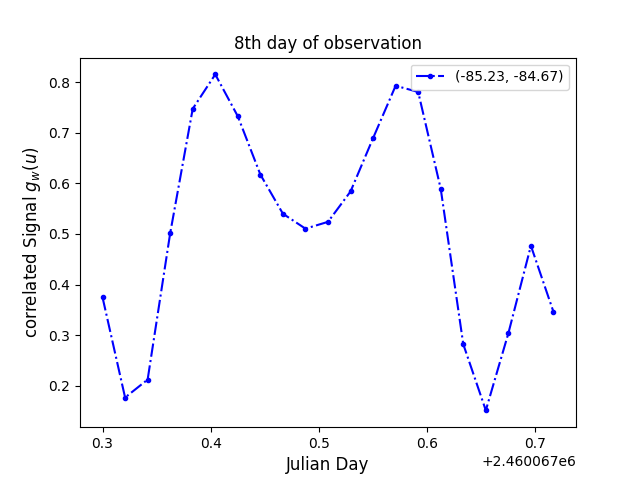 8th day of observation
(-85.23, -84.67)
correlated Signal g_w(u)
0.8
0.7
0.6
0.5
0.4
0.3
0.2
0.3 0.4 0.5 0.6 0.7
Julian Day
+2.460067e6